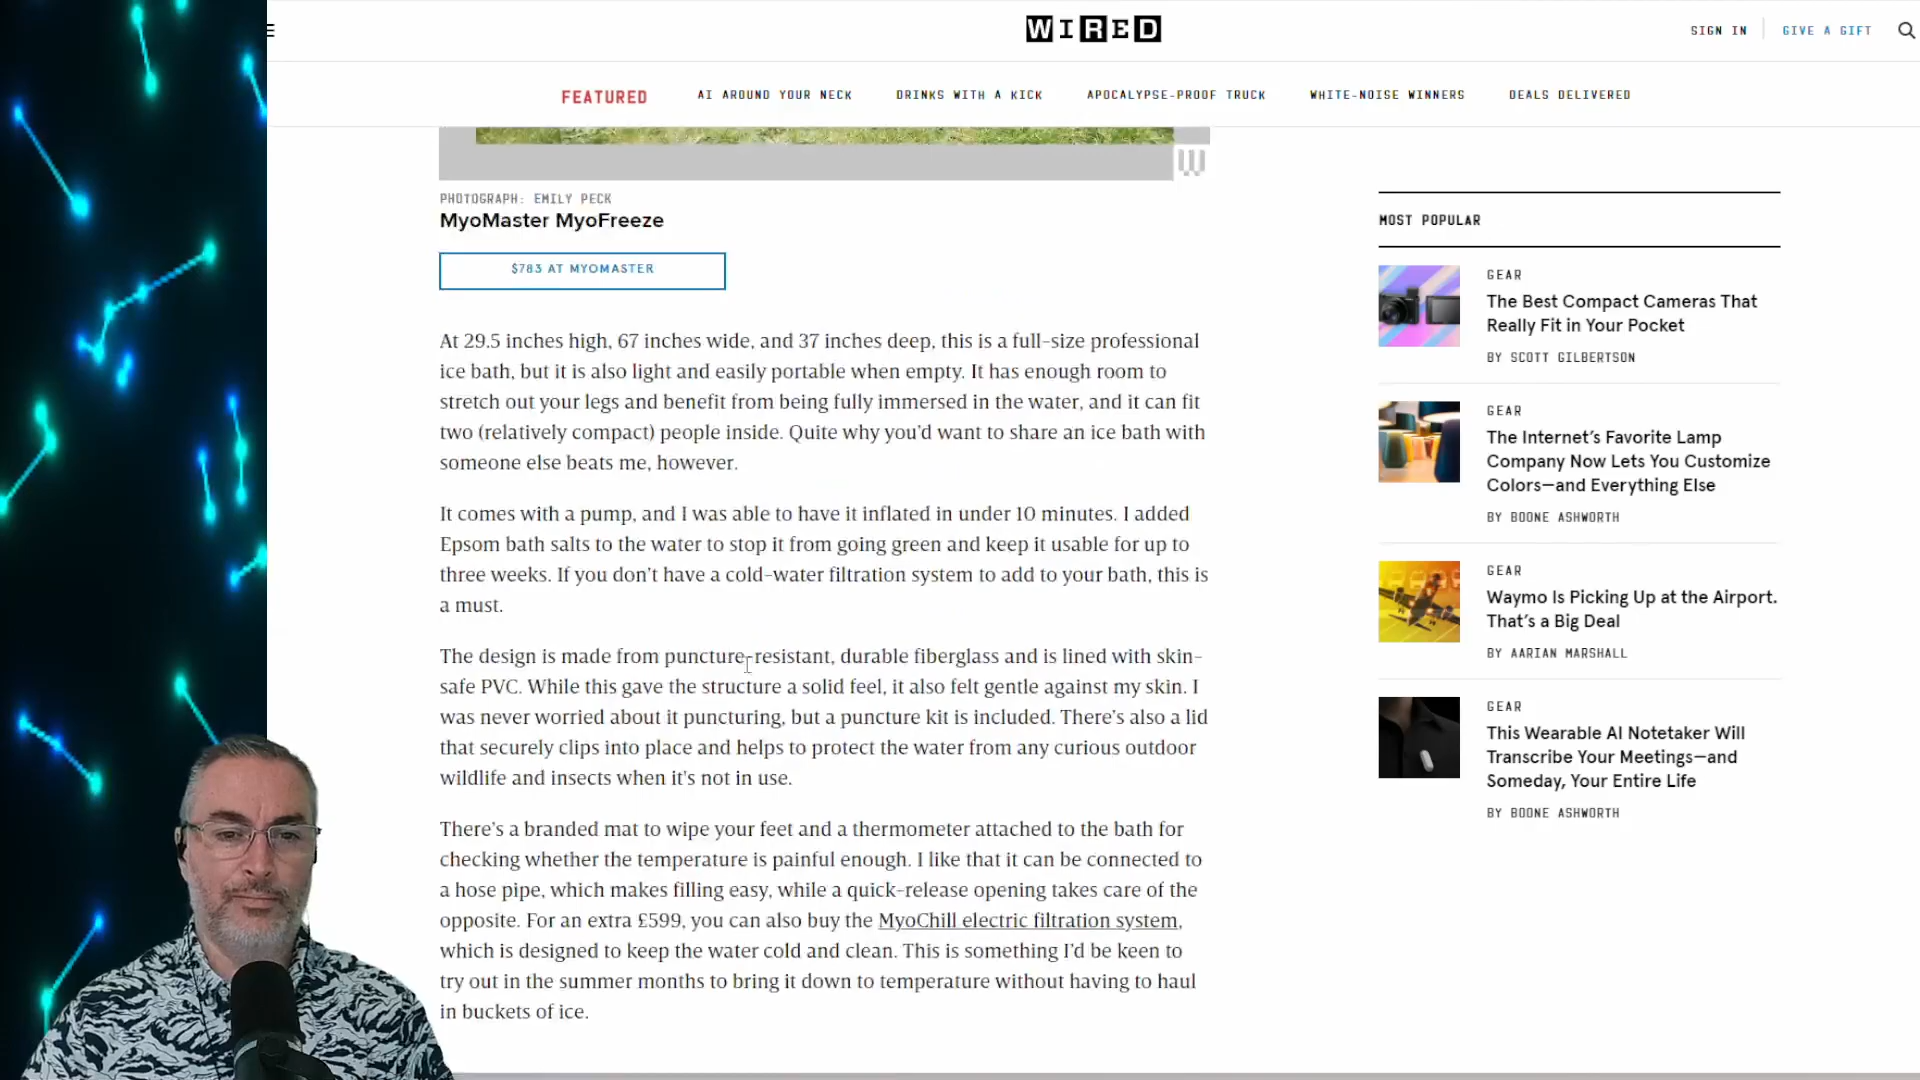 WIRED
SIGN IN
GIVE A GIFT
FEATURED
AI AROUND YOUR NECK
DRINKS WITH A KICK
APOCALYPSE-PROOF TRUCK
WHITE-NOISE WINNERS
DEALS DELIVERED
W
PHOTOGRAPH: EMILY PECK
MyoMaster MyoFreeze
$783 AT MYOMASTER
At 29.5 inches high, 67 inches wide, and 37 inches deep, this is a full-size professional
ice bath, but it is also light and easily portable when empty. It has enough room to
stretch out your legs and benefit from being fully immersed in the water, and it can fit
two (relatively compact) people inside. Quite why you’d want to share an ice bath with
someone else beats me, however.
It comes with a pump, and I was able to have it inflated in under 10 minutes. I added
Epsom bath salts to the water to stop it from going green and keep it usable for up to
three weeks. If you don’t have a cold-water filtration system to add to your bath, this is
a must.
The design is made from puncture-resistant, durable fiberglass and is lined with skin-
safe PVC. While this gave the structure a solid feel, it also felt gentle against my skin. I
was never worried about it puncturing, but a puncture kit is included. There’s also a lid
that securely clips into place and helps to protect the water from any curious outdoor
wildlife and insects when it's not in use.
There’s a branded mat to wipe your feet and a thermometer attached to the bath for
checking whether the temperature is painful enough. I like that it can be connected to
a hose pipe, which makes filling easy, while a quick-release opening takes care of the
opposite. For an extra £599, you can also buy the MyoChill electric filtration system,
which is designed to keep the water cold and clean. This is something I’d be keen to
try out in the summer months to bring it down to temperature without having to haul
in buckets of ice.
MOST POPULAR
GEAR
The Best Compact Cameras That
Really Fit in Your Pocket
BY SCOTT GILBERTSON
GEAR
The Internet’s Favorite Lamp
Company Now Lets You Customize
Colors—and Everything Else
BY BOONE ASHWORTH
GEAR
Waymo Is Picking Up at the Airport.
That’s a Big Deal
BY AARIAN MARSHALL
GEAR
This Wearable AI Notetaker Will
Transcribe Your Meetings—and
Someday, Your Entire Life
BY BOONE ASHWORTH